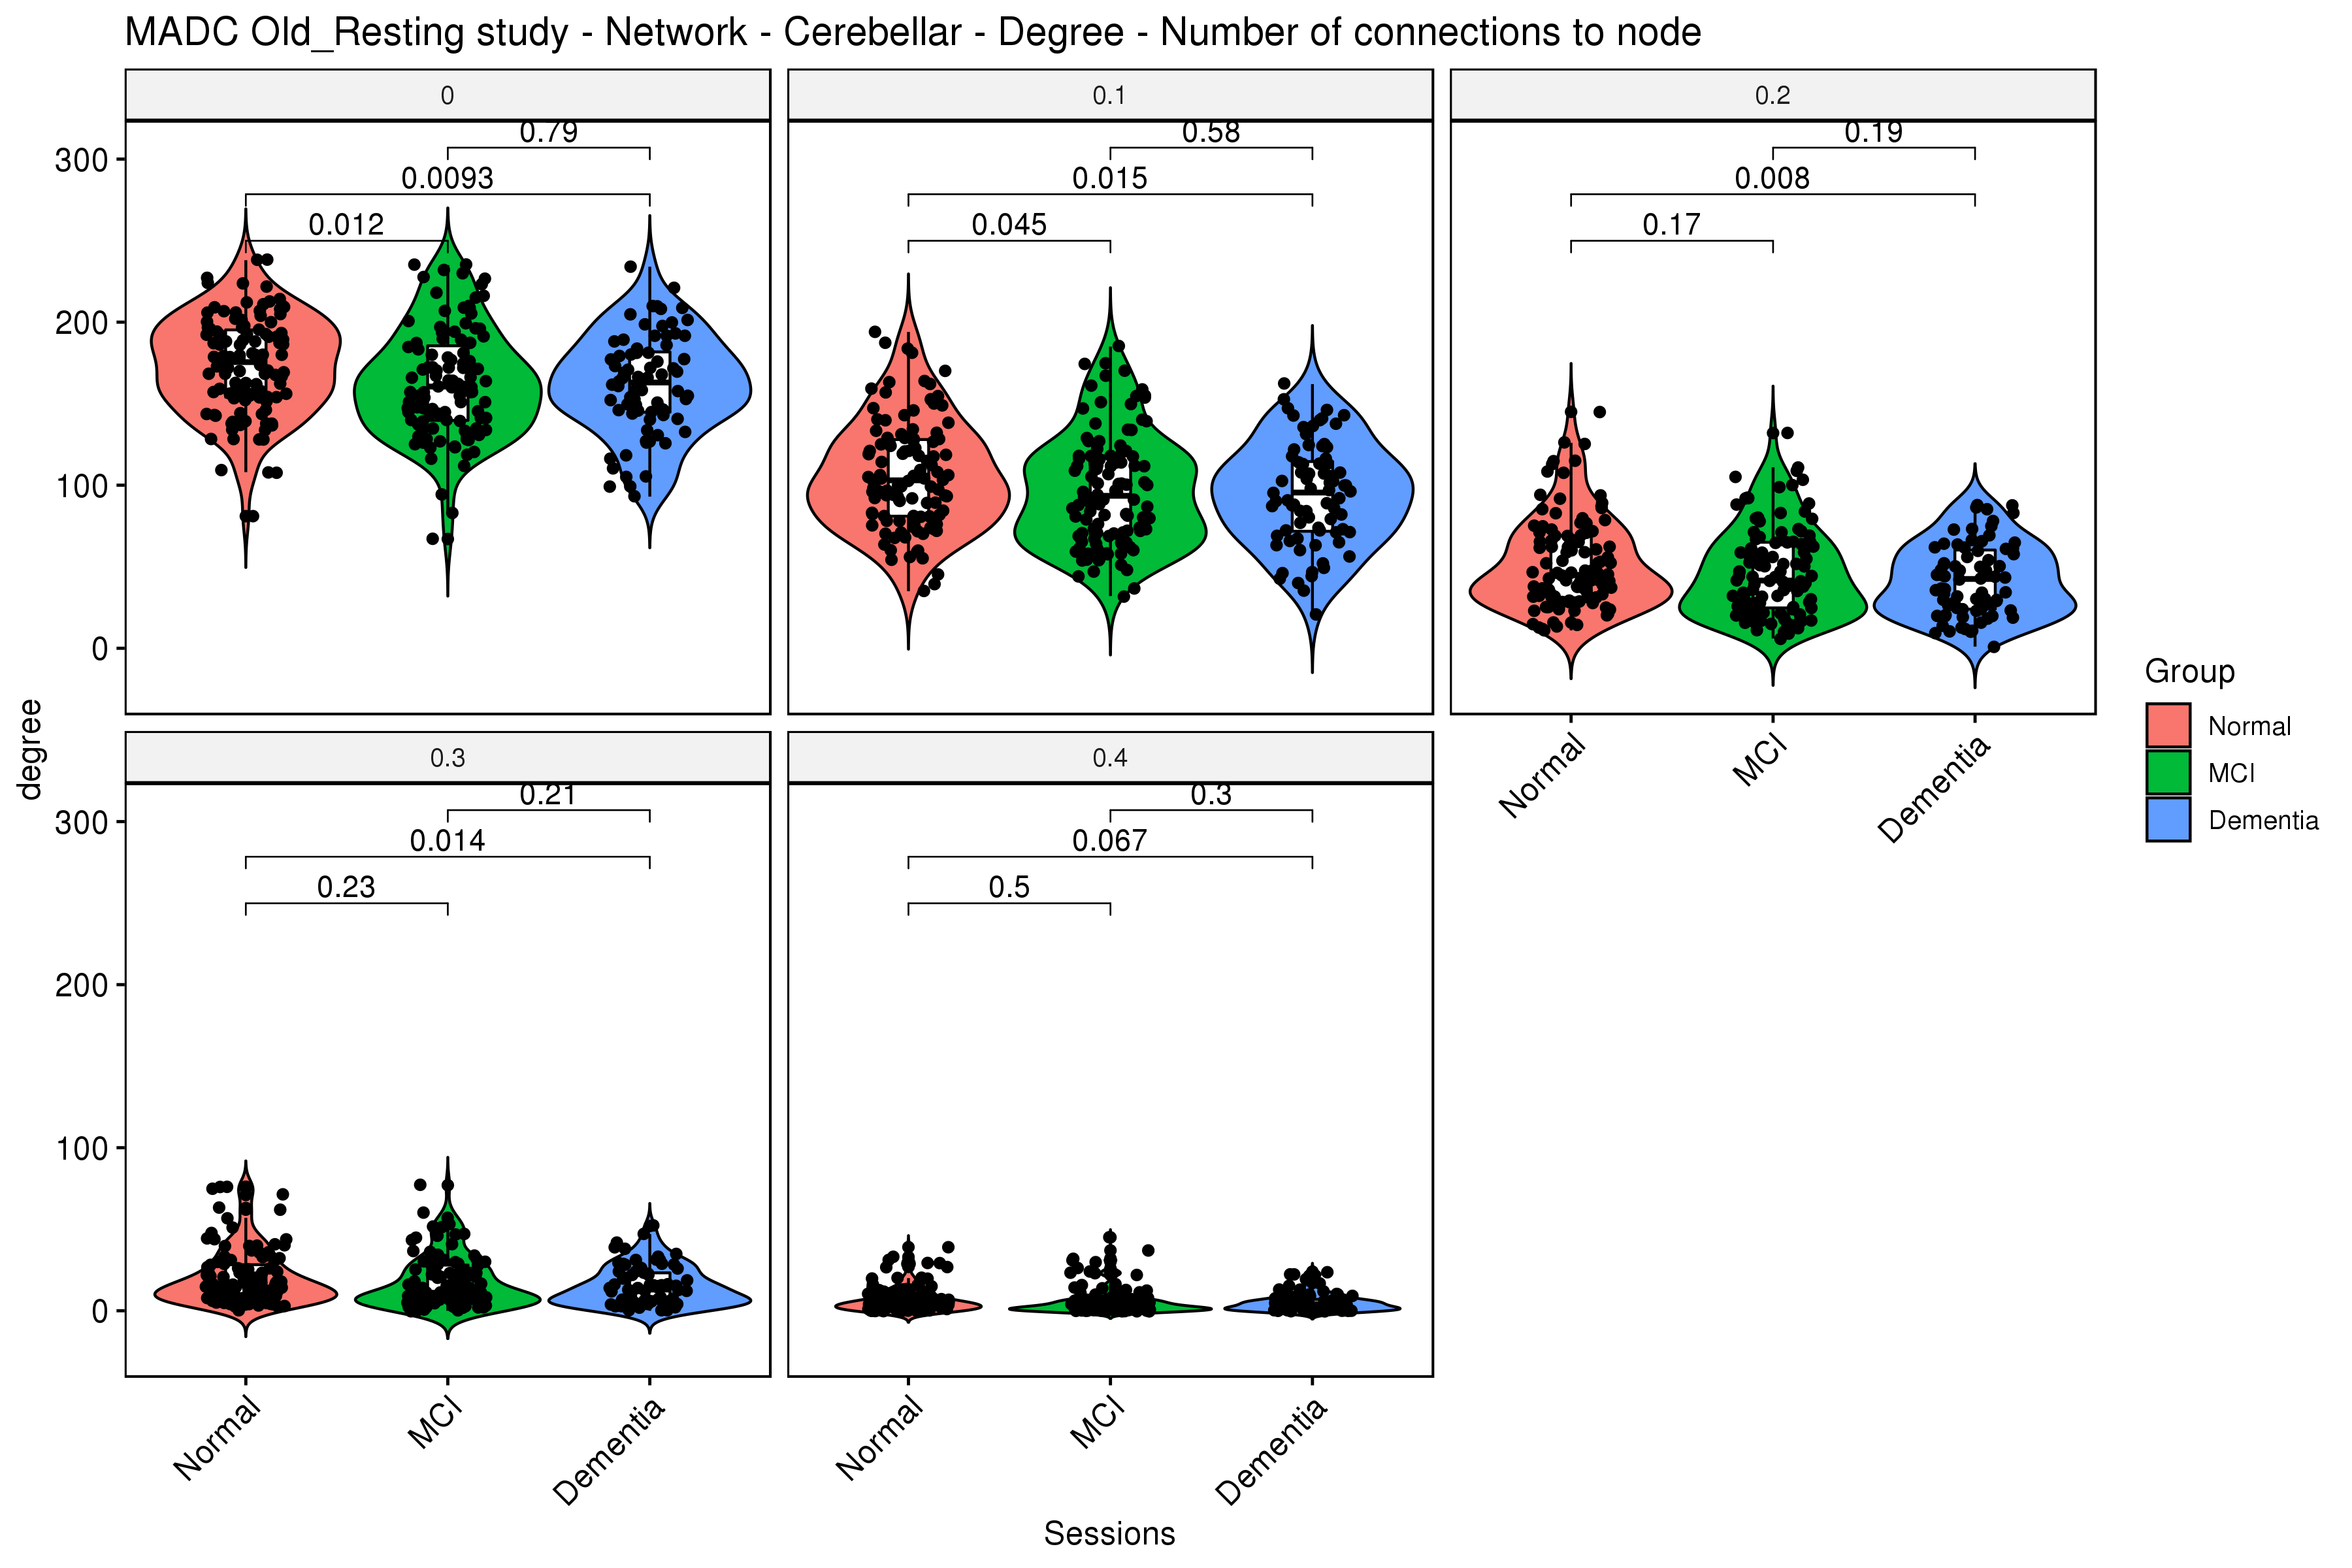 MADC Old_Resting study - Network - Cerebellar - Degree - Number of connections to node
0
0.1
0.2
0.79
0.0093
0.012
0.58
0.015
0.045
0.19
0.008
0.17
300
200
100
0
Normal
MCI
Dementia
degree
0.3
0.4
0.21
0.014
0.23
0.3
0.067
0.5
300
200
100
0
Normal
MCI
Dementia
Normal
MCI
Dementia
Sessions
Group
Normal
MCI
Dementia